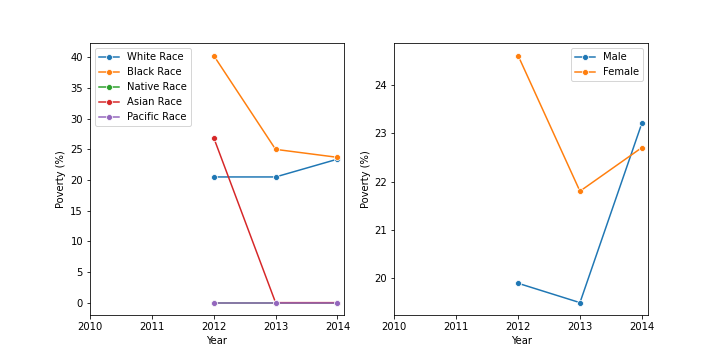 White Race
Black Race
Native Race
Asian Race
Pacific Race
Poverty (%)
40
35
30
25
20
15
10
5
0
2010 2011 2012 2013 2014
Year
Male
Female
Poverty (%)
24
23
22
21
20
2010 2011 2012 2013 2014
Year